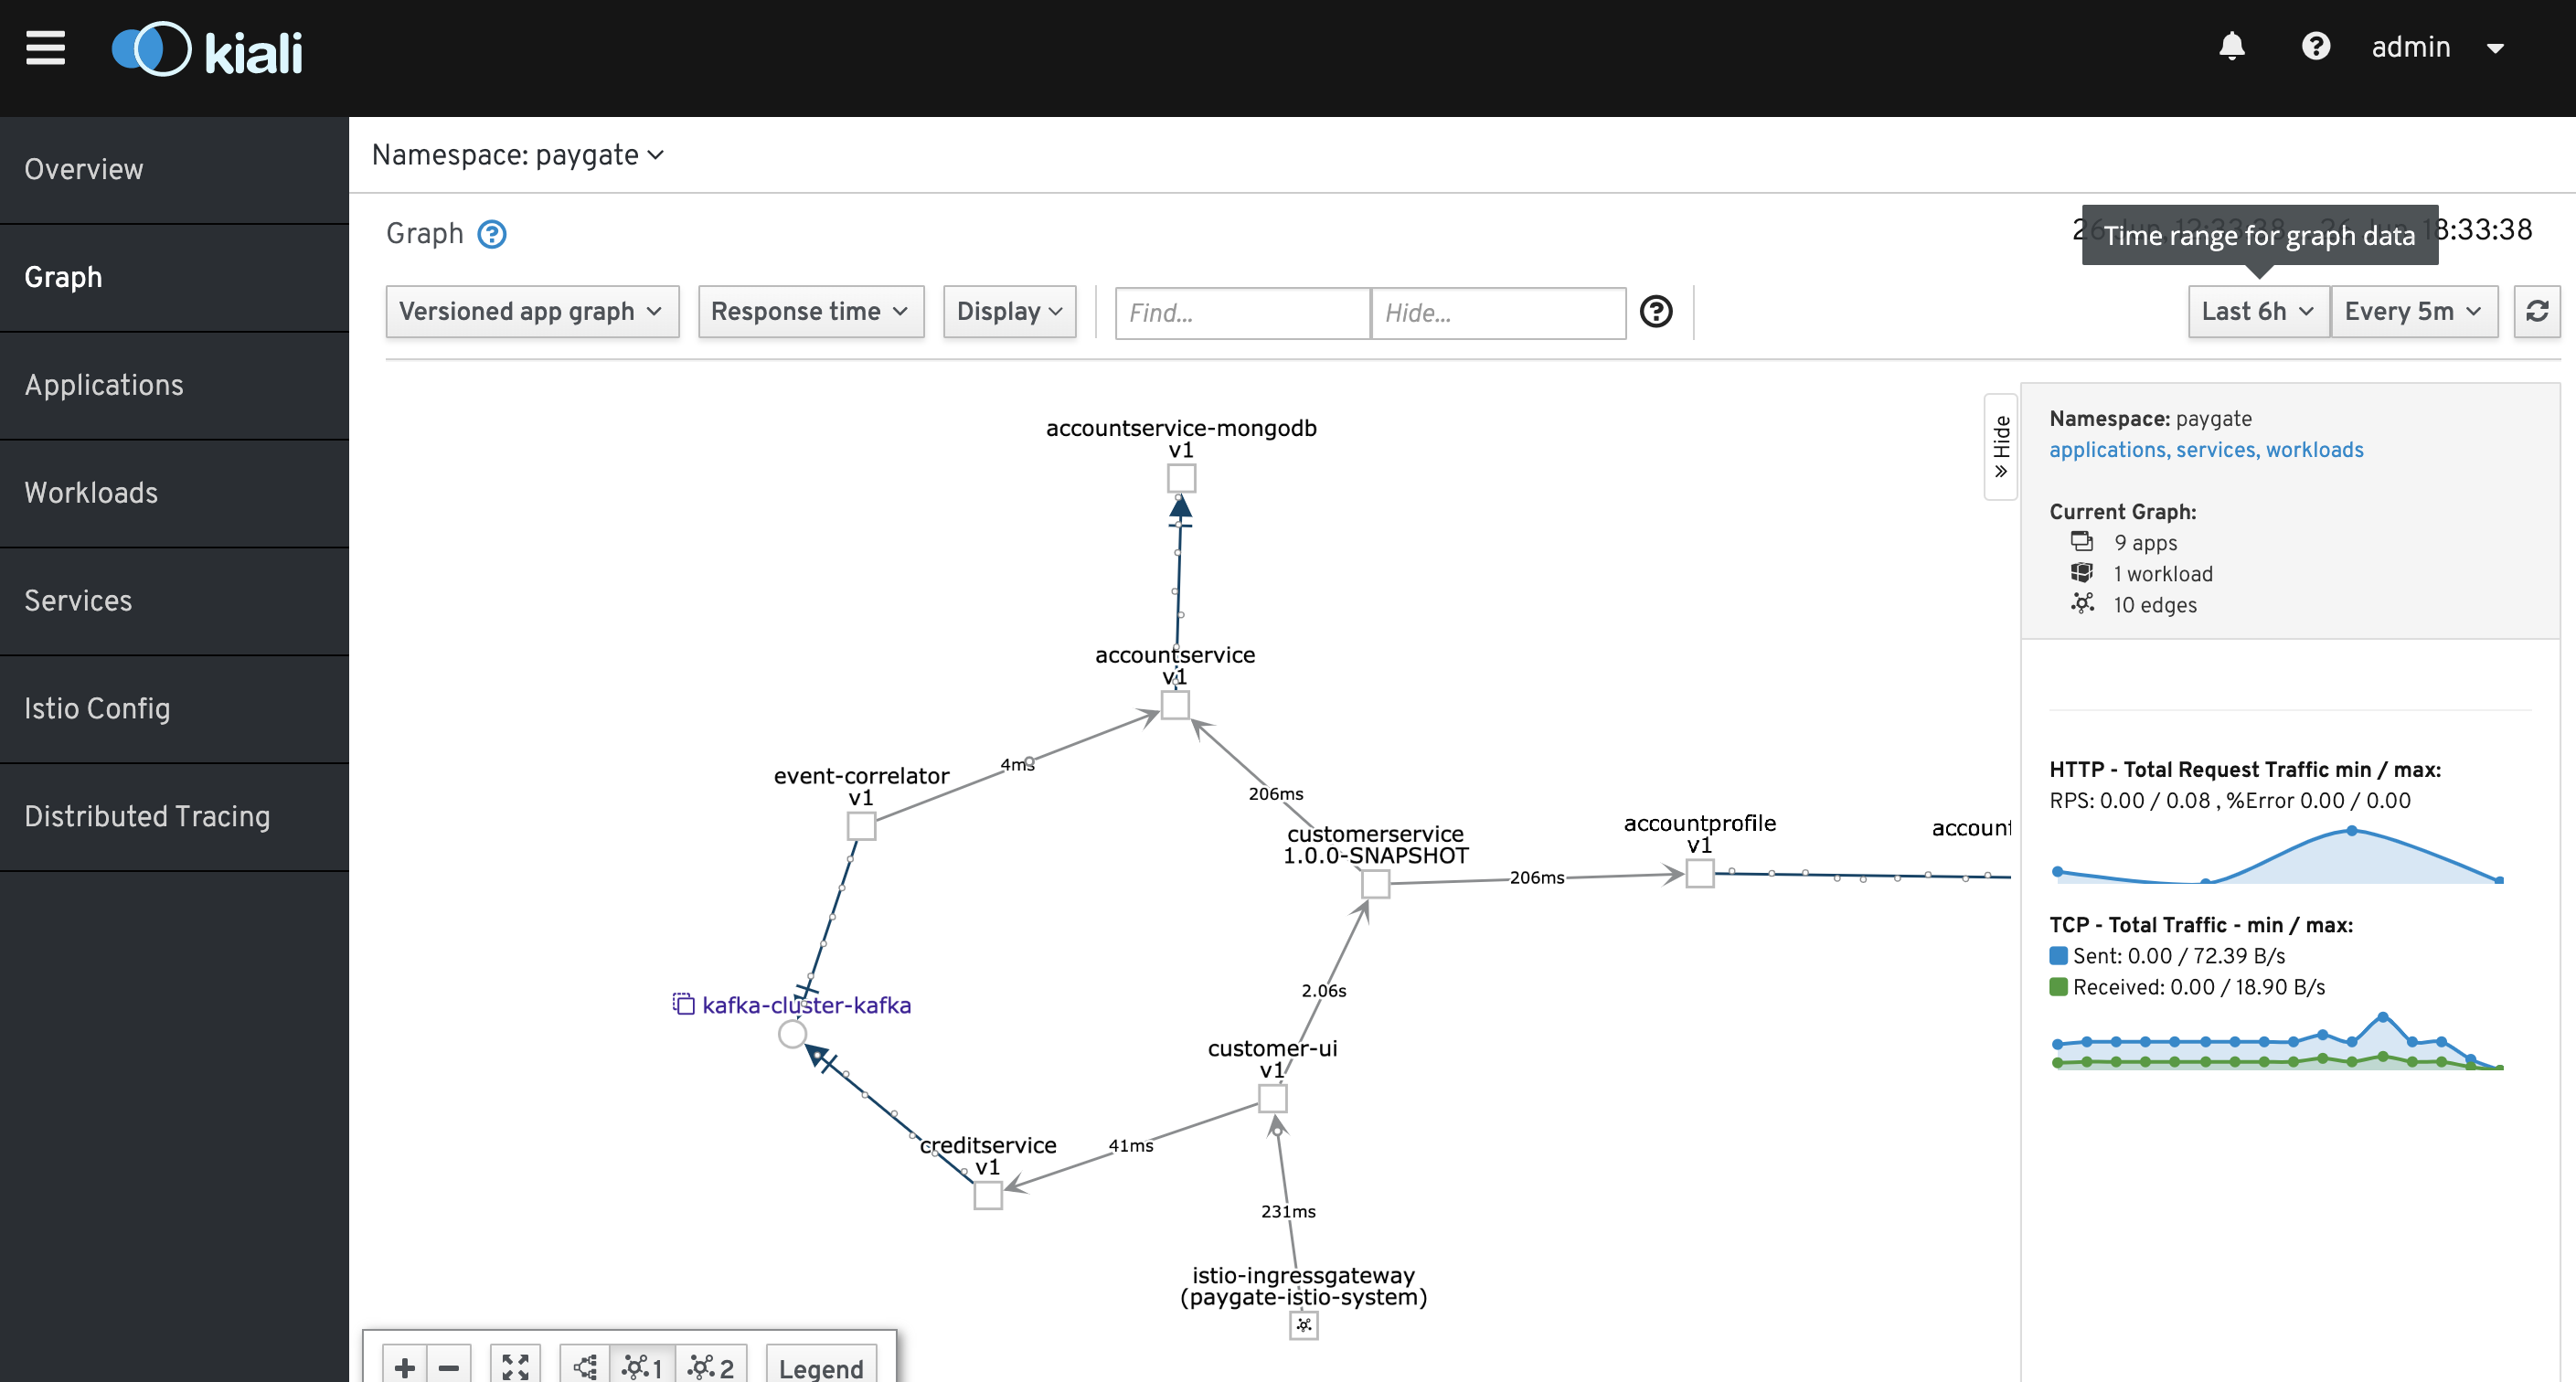 kiali
admin
Overview
Graph
Applications
Workloads
Services
Istio Config
Distributed Tracing
Namespace: paygate
Graph
Time range for graph data
8:33:38
Versioned app graph
Response time
Display
Find...
Hide...
Last 6h
Every 5m
accountservice-mongodb
v1
accountservice
v1
event-correlator
v1
4ms
206ms
customerservice
1.0.0-SNAPSHOT
206ms
accountprofile
v1
account
kafka-cluster-kafka
2.06s
customer-ui
v1
creditservice
v1
41ms
231ms
istio-ingressgateway
(paygate-istio-system)
1
2
Legend
Hide
Namespace: paygate
applications, services, workloads
Current Graph:
9 apps
1 workload
10 edges
HTTP - Total Request Traffic min / max:
RPS: 0.00 / 0.08 , %Error 0.00 / 0.00
TCP - Total Traffic - min / max:
Sent: 0.00 / 72.39 B/s
Received: 0.00 / 18.90 B/s